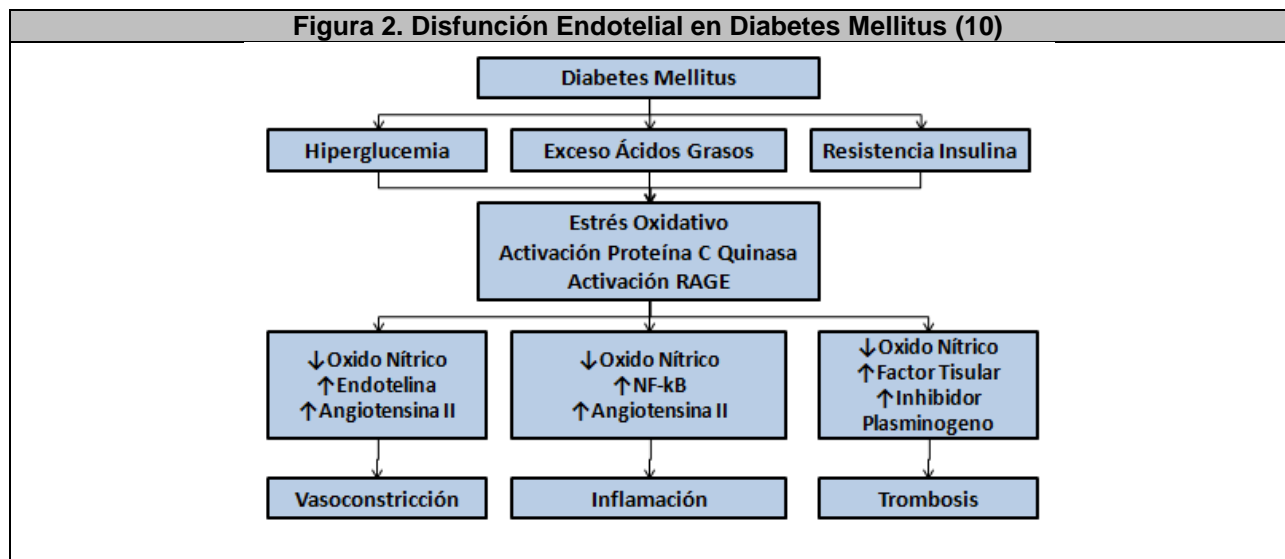 Figura 2. Disfunción Endotelial en Diabetes Mellitus (10)
Diabetes Mellitus
Hiperglucemia
Exceso Ácidos Grasos
Resistencia Insulina
Estrés Oxidativo
Activación Proteína C Quinasa
Activación RAGE
↓Oxido Nítrico
↑Endotelina
↑Angiotensina II
↓Oxido Nítrico
↑NF-kB
↑Angiotensina II
↓Oxido Nítrico
↑Factor Tisular
↑Inhibidor
Plasminogeno
Vasoconstricción
Inflamación
Trombosis